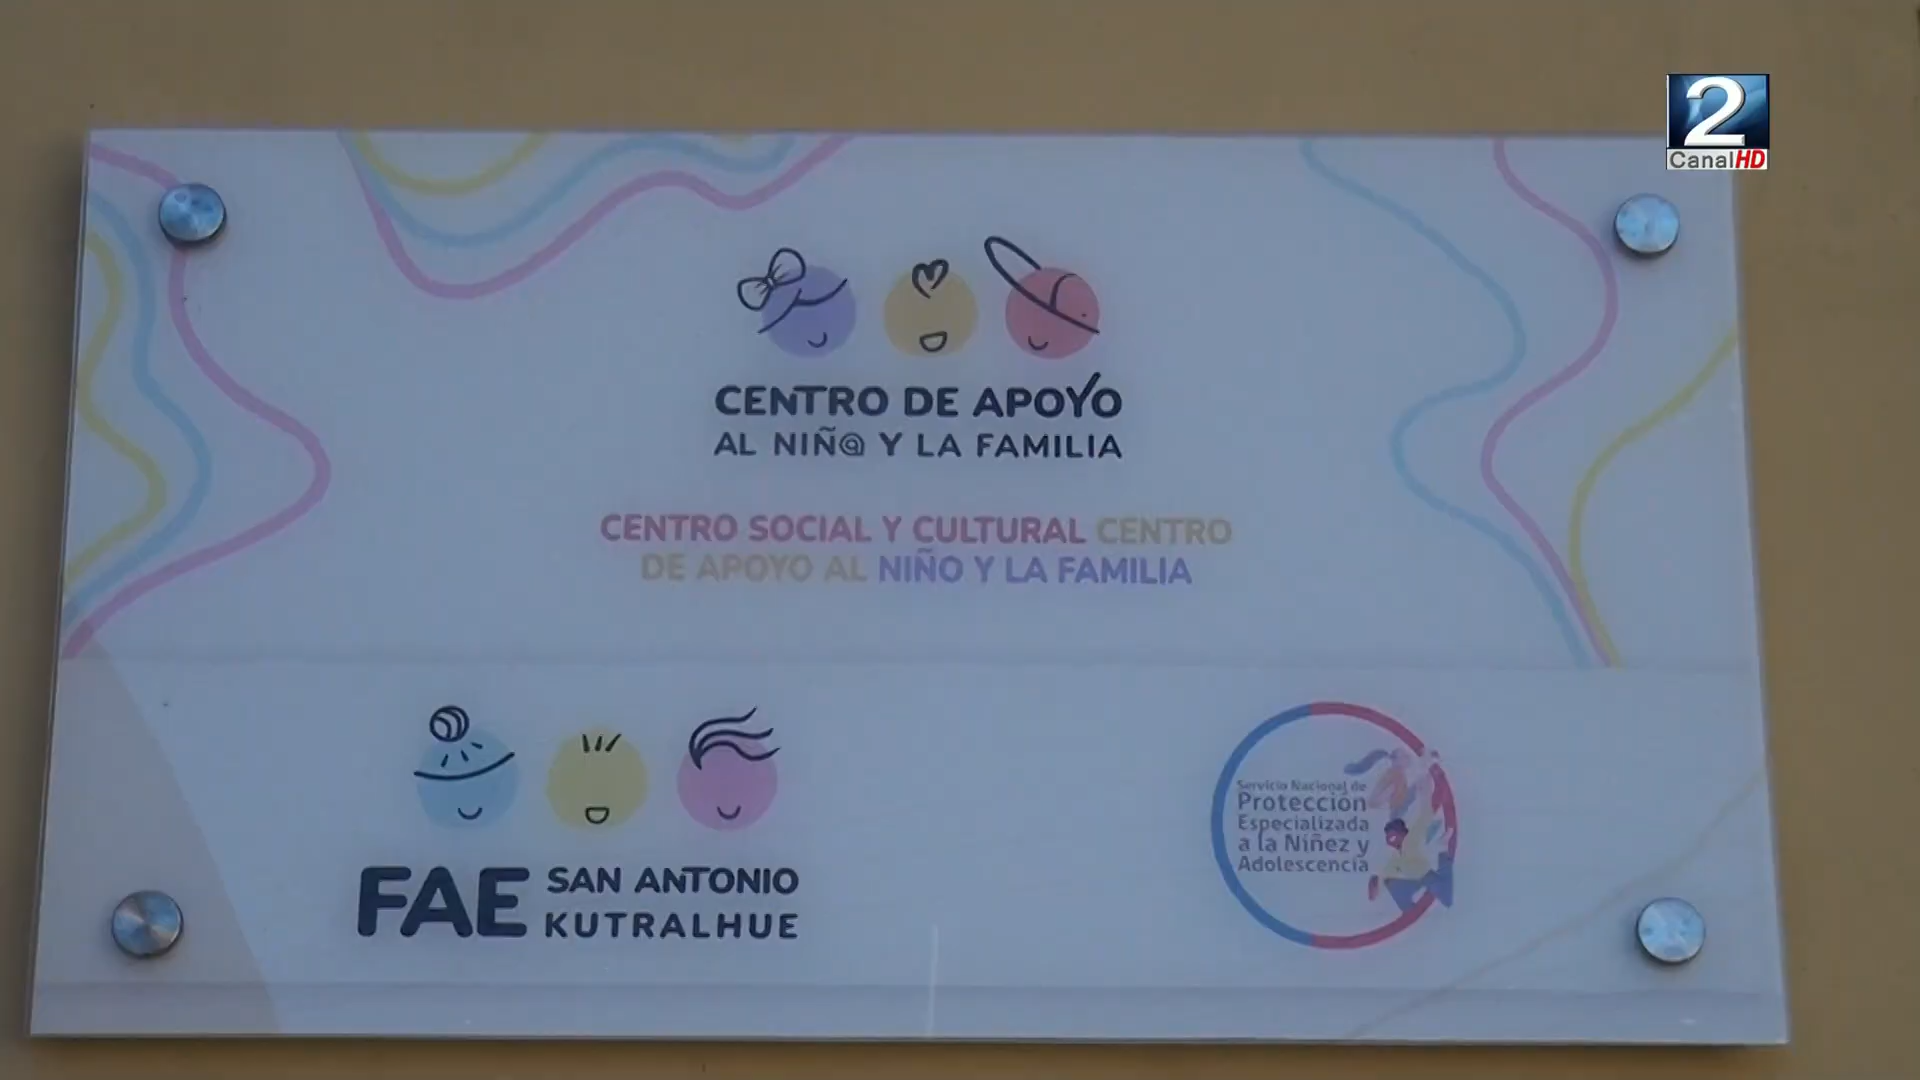 2
CanalHD
CENTRO DE APOYO
AL NIÑ@ Y LA FAMILIA
CENTRO SOCIAL Y CULTURAL CENTRO
DE APOYO AL NIÑO Y LA FAMILIA
FAE SAN ANTONIO
KUTRALHUE
Servicio Nacional de
Protección
Especializada
a la Niñez y
Adolescencia